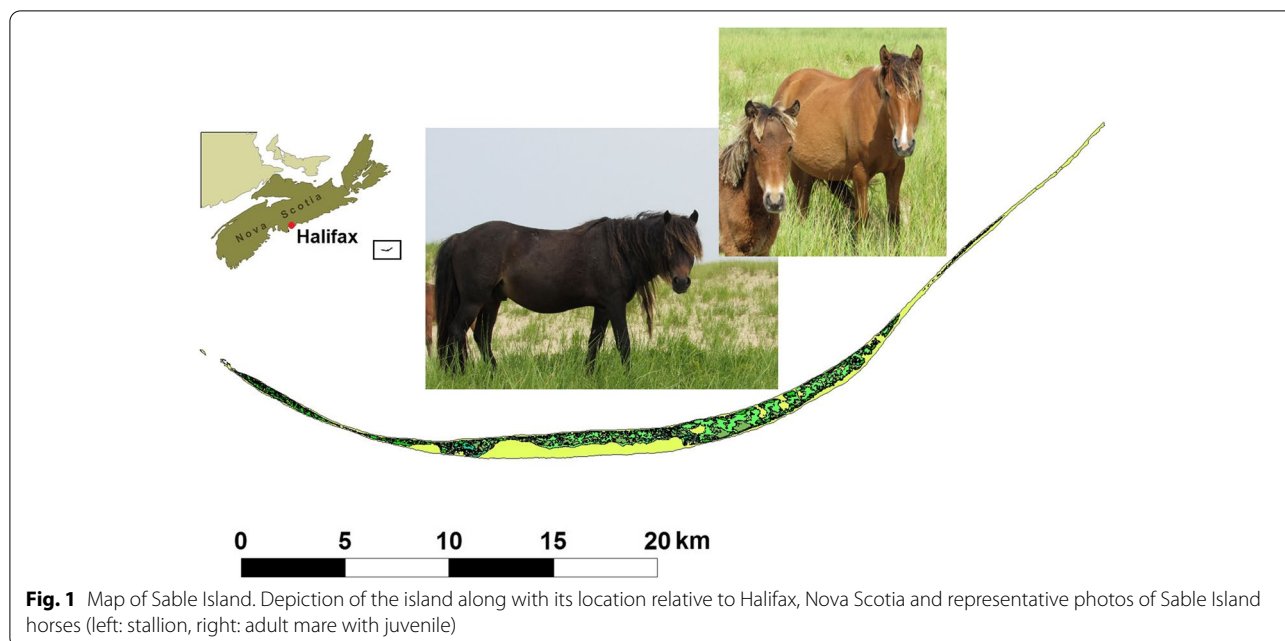 Nova Scotia
Halifax
0 5 10 15 20 km
Fig. 1 Map of Sable Island. Depiction of the island along with its location relative to Halifax, Nova Scotia and representative photos of Sable Island
horses (left: stallion, right: adult mare with juvenile)